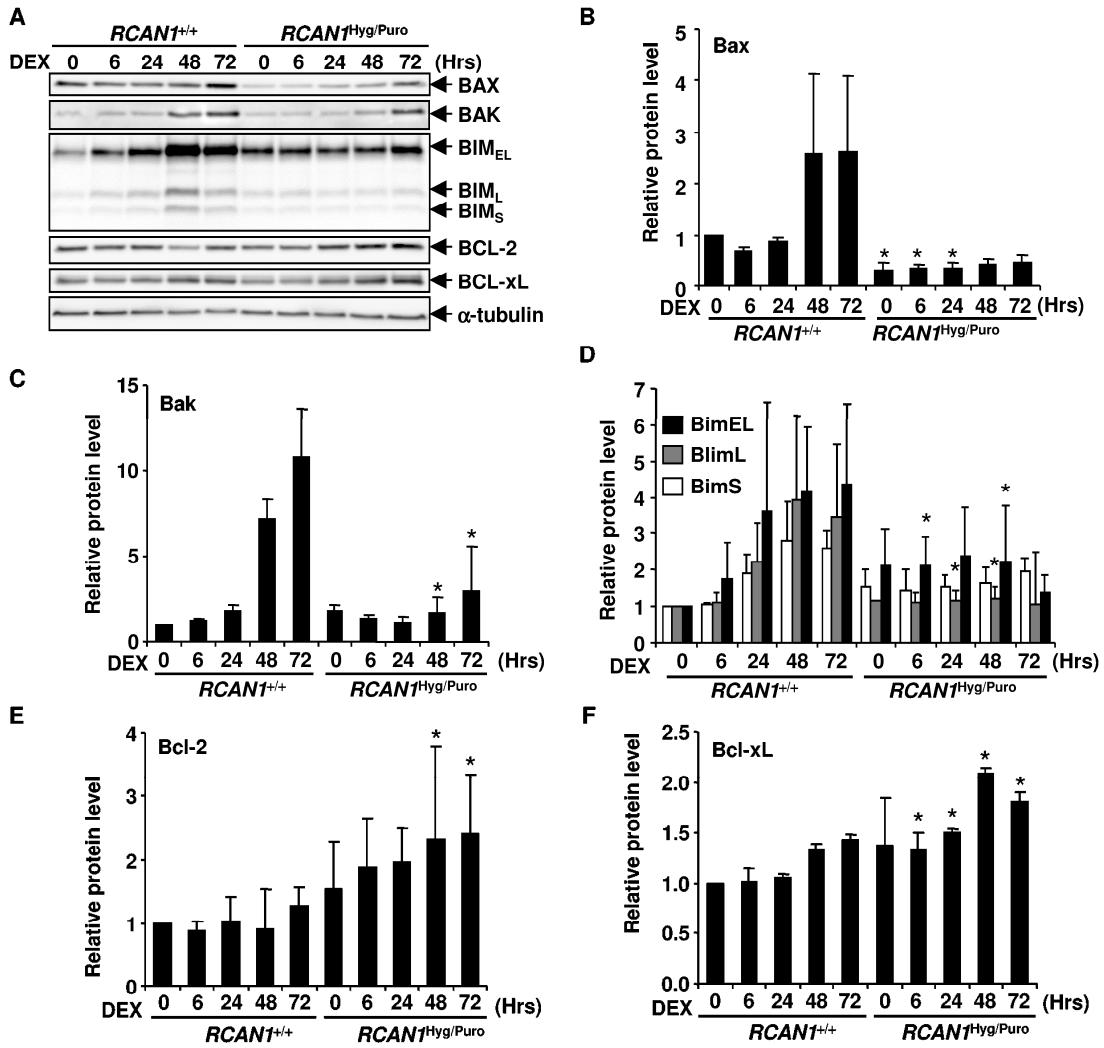 A
RCAN1+/+ RCAN1Hyg/Puro
DEX 0 6 24 48 72 0 6 24 48 72 (Hrs)
BAX
BAK
BIMEL
BIML
BIMS
BCL-2
BCL-xL
α-tubulin
B
Bax
Relative protein level
5
4
3
2
1
0
DEX 0 6 24 48 72 0 6 24 48 72 (Hrs)
RCAN1+/+ RCAN1Hyg/Puro
* * *
C
Bak
Relative protein level
15
10
5
0
* *
DEX 0 6 24 48 72 0 6 24 48 72 (Hrs)
RCAN1+/+ RCAN1Hyg/Puro
D
Relative protein level
7
6
5
4
3
2
1
0
BimEL
BlimL
BimS
* * * *
DEX 0 6 24 48 72 0 6 24 48 72 (Hrs)
RCAN1+/+ RCAN1Hyg/Puro
E
Bcl-2
Relative protein level
4
3
2
1
0
* *
DEX 0 6 24 48 72 0 6 24 48 72 (Hrs)
RCAN1+/+ RCAN1Hyg/Puro
F
Bcl-xL
Relative protein level
2.5
2.0
1.5
1.0
0.5
0.0
* * * *
DEX 0 6 24 48 72 0 6 24 48 72 (Hrs)
RCAN1+/+ RCAN1Hyg/Puro